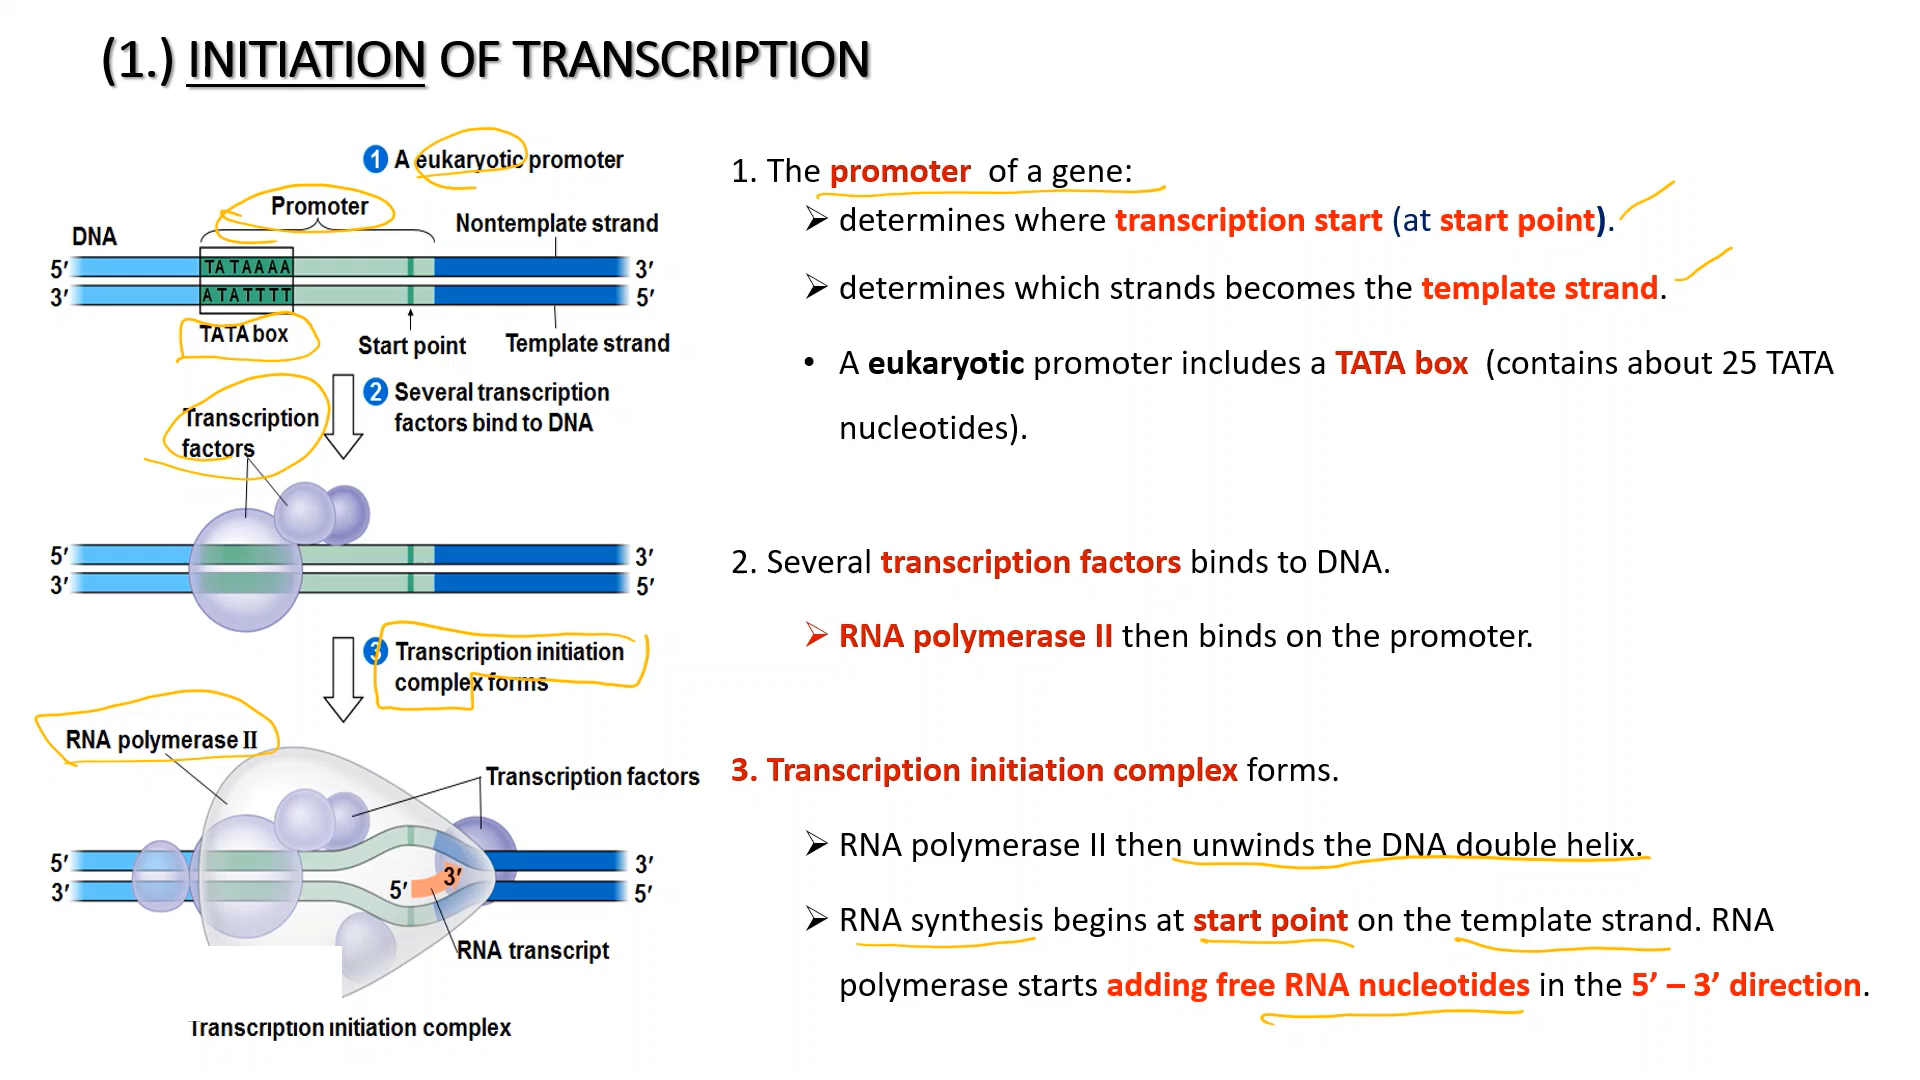 (1.) INITIATION OF TRANSCRIPTION
1 A eukaryotic promoter
Promoter
Nontemplate strand
DNA
5′ TATAAAA 3′
3′ ATATTTT 5′
TATA box
Start point
Template strand
2 Several transcription
factors bind to DNA
Transcription
factors
5′ 3′
3′ 5′
3 Transcription initiation
complex forms
RNA polymerase II
Transcription factors
5′ 3′
3′ 5′
5′ 3′
RNA transcript
Transcription initiation complex
1. The promoter of a gene:
➢ determines where transcription start (at start point).
➢ determines which strands becomes the template strand.
• A eukaryotic promoter includes a TATA box (contains about 25 TATA
nucleotides).
2. Several transcription factors binds to DNA.
➢ RNA polymerase II then binds on the promoter.
3. Transcription initiation complex forms.
➢ RNA polymerase II then unwinds the DNA double helix.
➢ RNA synthesis begins at start point on the template strand. RNA
polymerase starts adding free RNA nucleotides in the 5’ – 3’ direction.